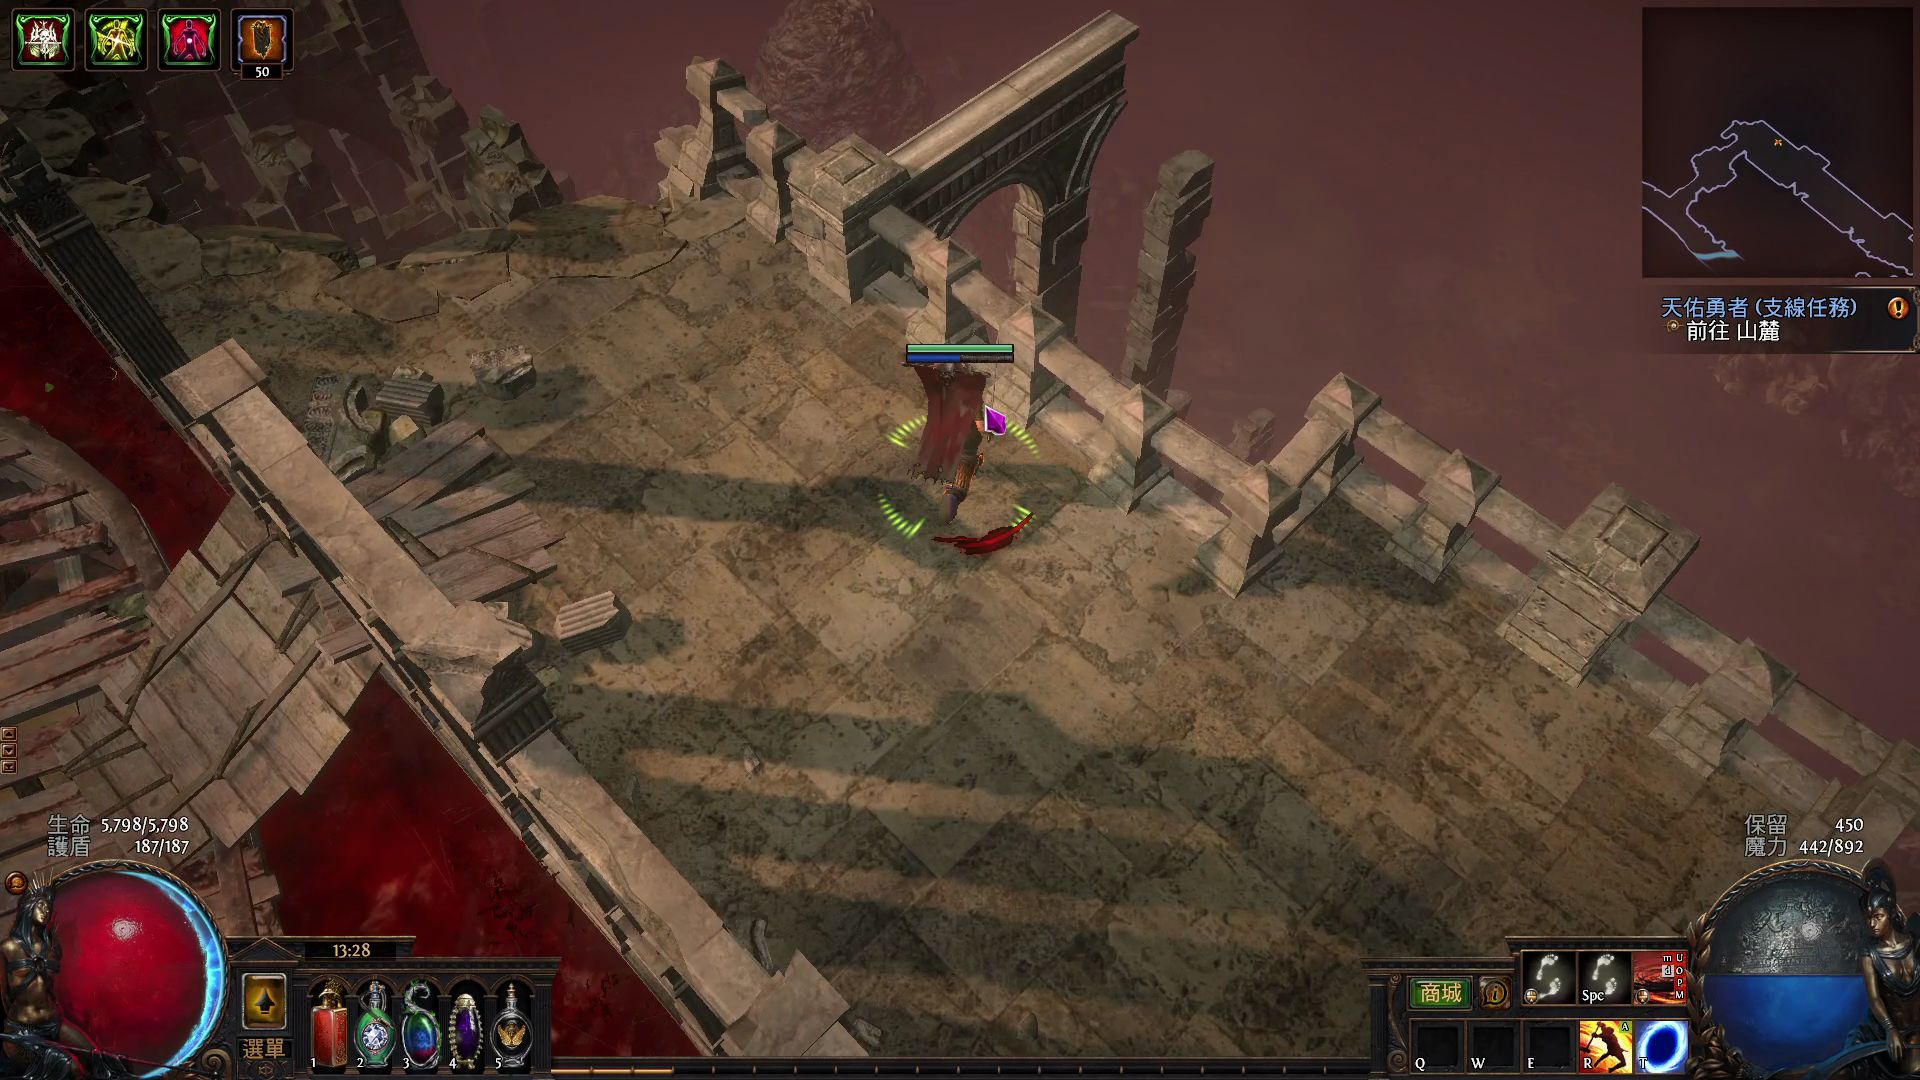 50
天佑勇者 (支線任務)
前往 山麓
生命 5,798/5,798
護盾 187/187
保留 450
魔力 442/892
13:28
選單
1
2
3
4
5
商城
Spc
Q
W
E
R
A
T